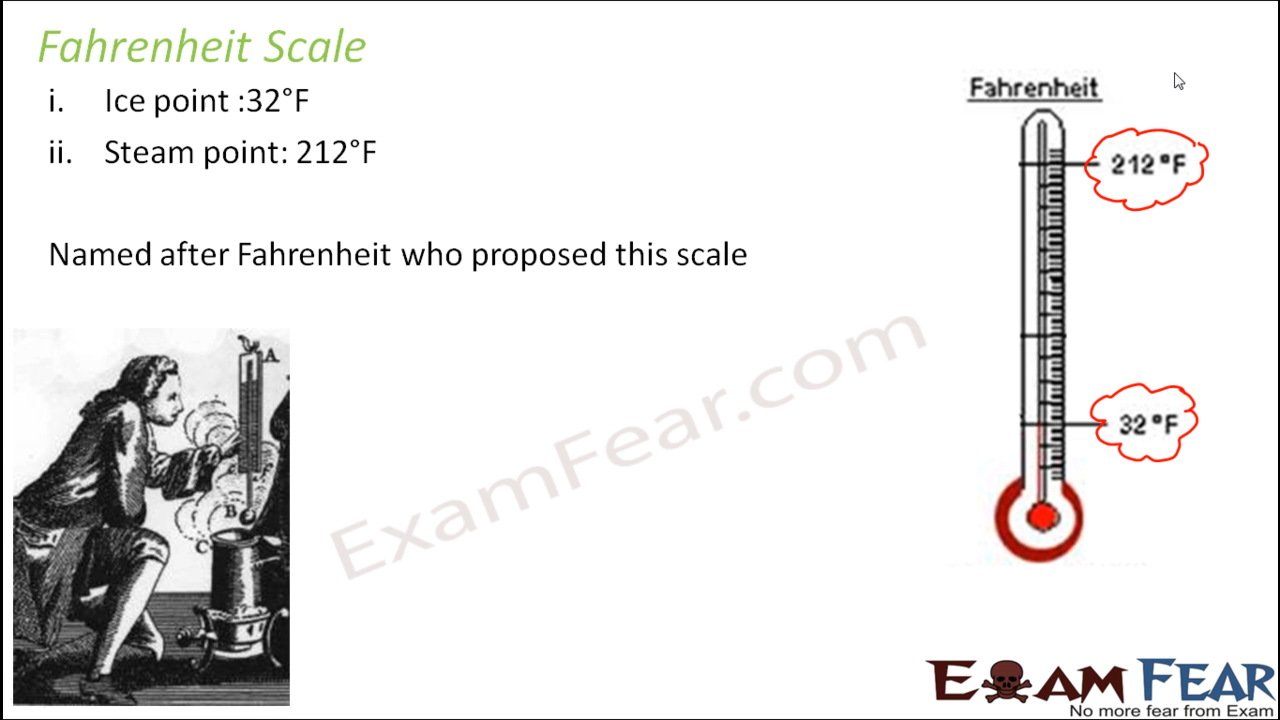 Fahrenheit Scale
i. Ice point :32°F
ii. Steam point: 212°F
Named after Fahrenheit who proposed this scale
Fahrenheit
212°F
32°F
A
B
C
ExamFear.com
EXAM FEAR
No more fear from Exam